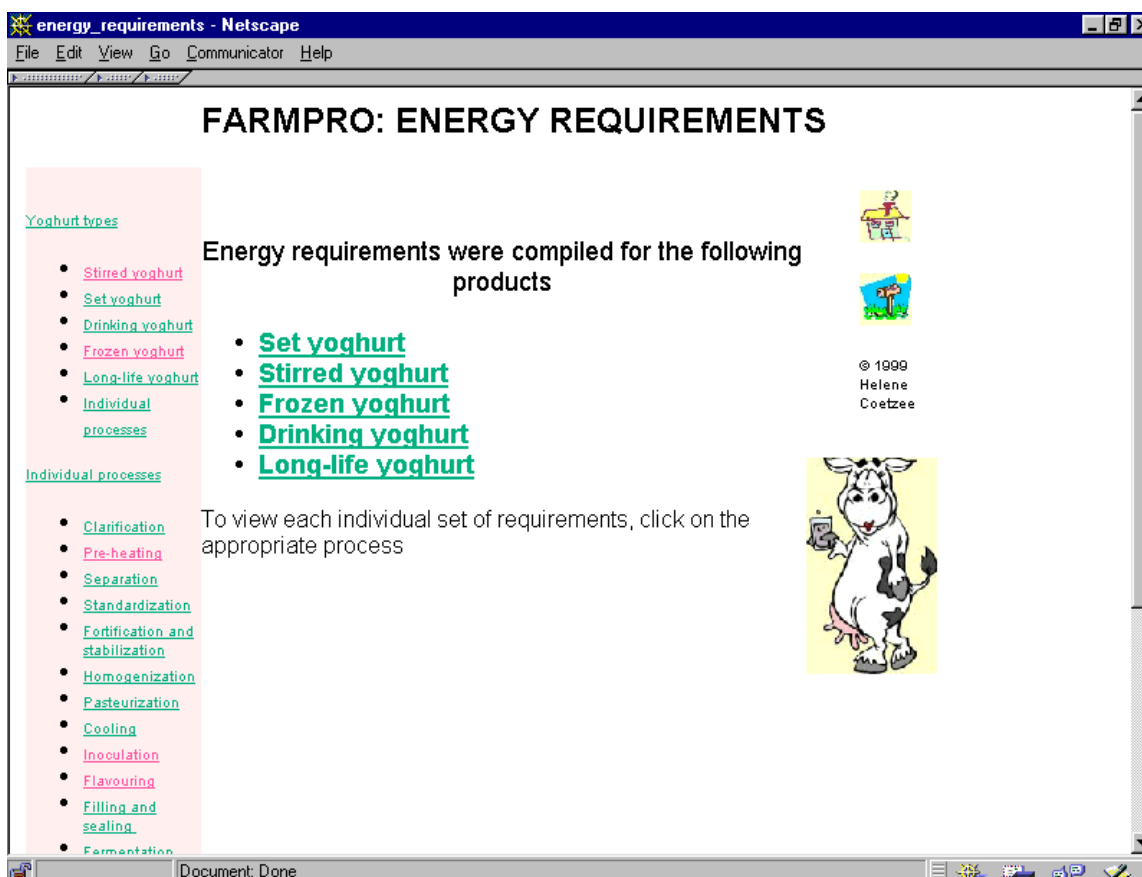 energy_requirements - Netscape
File Edit View Go Communicator Help
FARMPRO: ENERGY REQUIREMENTS
Yoghurt types
Stirred yoghurt
Set yoghurt
Drinking yoghurt
Frozen yoghurt
Long-life yoghurt
Individual
processes
Individual processes
Clarification
Pre-heating
Separation
Standardization
Fortification and
stabilization
Homogenization
Pasteurization
Cooling
Inoculation
Flavouring
Filling and
sealing
Fermentation
Energy requirements were compiled for the following
products
Set yoghurt
Stirred yoghurt
Frozen yoghurt
Drinking yoghurt
Long-life yoghurt
To view each individual set of requirements, click on the
appropriate process
© 1999
Helene
Coetzee
Document: Done